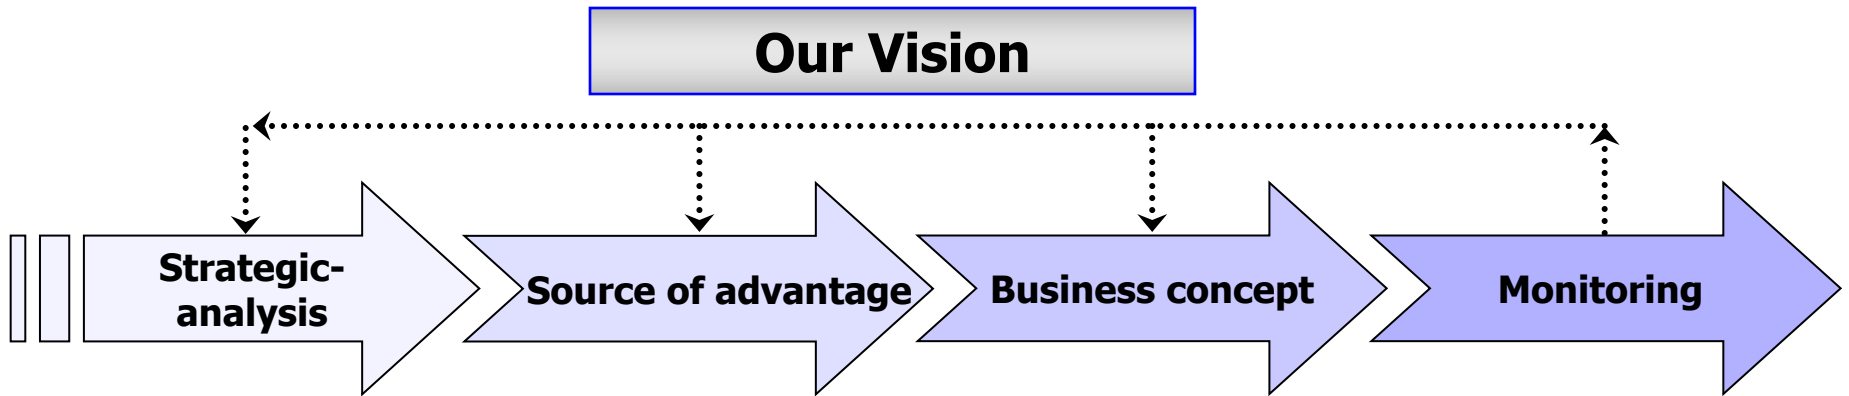 Our Vision
Strategic-
analysis
Source of advantage
Business concept
Monitoring